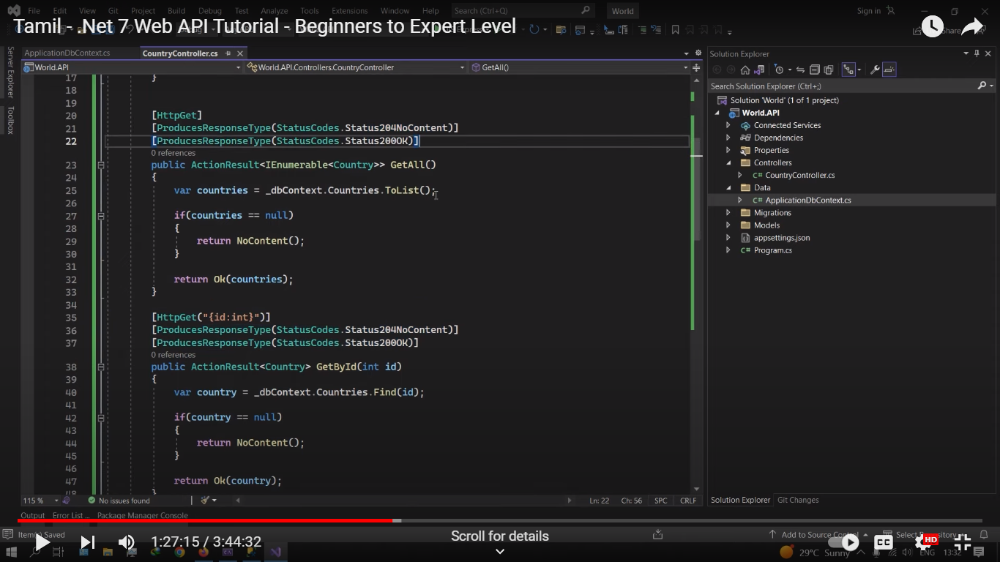 File Edit View Git Project Build Debug Test Analyze Tools Extensions Window Help Search (Ctrl+Q) World Sign in
Tamil - .Net 7 Web API Tutorial - Beginners to Expert Level
Share
Server Explorer
Toolbox
ApplicationDbContext.cs CountryController.cs
World.API World.API.Controllers.CountryController GetAll()
17 }
18
19
20 [HttpGet]
21 [ProducesResponseType(StatusCodes.Status204NoContent)]
22 [ProducesResponseType(StatusCodes.Status200OK)]
0 references
23 public ActionResult<IEnumerable<Country>> GetAll()
24 {
25 var countries = _dbContext.Countries.ToList();
26
27 if(countries == null)
28 {
29 return NoContent();
30 }
31
32 return Ok(countries);
33 }
34
35 [HttpGet("{id:int}")]
36 [ProducesResponseType(StatusCodes.Status204NoContent)]
37 [ProducesResponseType(StatusCodes.Status200OK)]
0 references
38 public ActionResult<Country> GetById(int id)
39 {
40 var country = _dbContext.Countries.Find(id);
41
42 if(country == null)
43 {
44 return NoContent();
45 }
46
47 return Ok(country);
48 }
Solution Explorer
Search Solution Explorer (Ctrl+;)
Solution 'World' (1 of 1 project)
World.API
Connected Services
Dependencies
Properties
Controllers
C# CountryController.cs
Data
C# ApplicationDbContext.cs
Migrations
Models
appsettings.json
C# Program.cs
115 % No issues found Ln: 22 Ch: 56 SPC CRLF
Solution Explorer Git Changes
Output Error List ... Package Manager Console
Item(s) Saved Add to Source Control Select Repository
1:27:15 / 3:44:32
Scroll for details
CC HD
29°C Sunny ENG 13:32